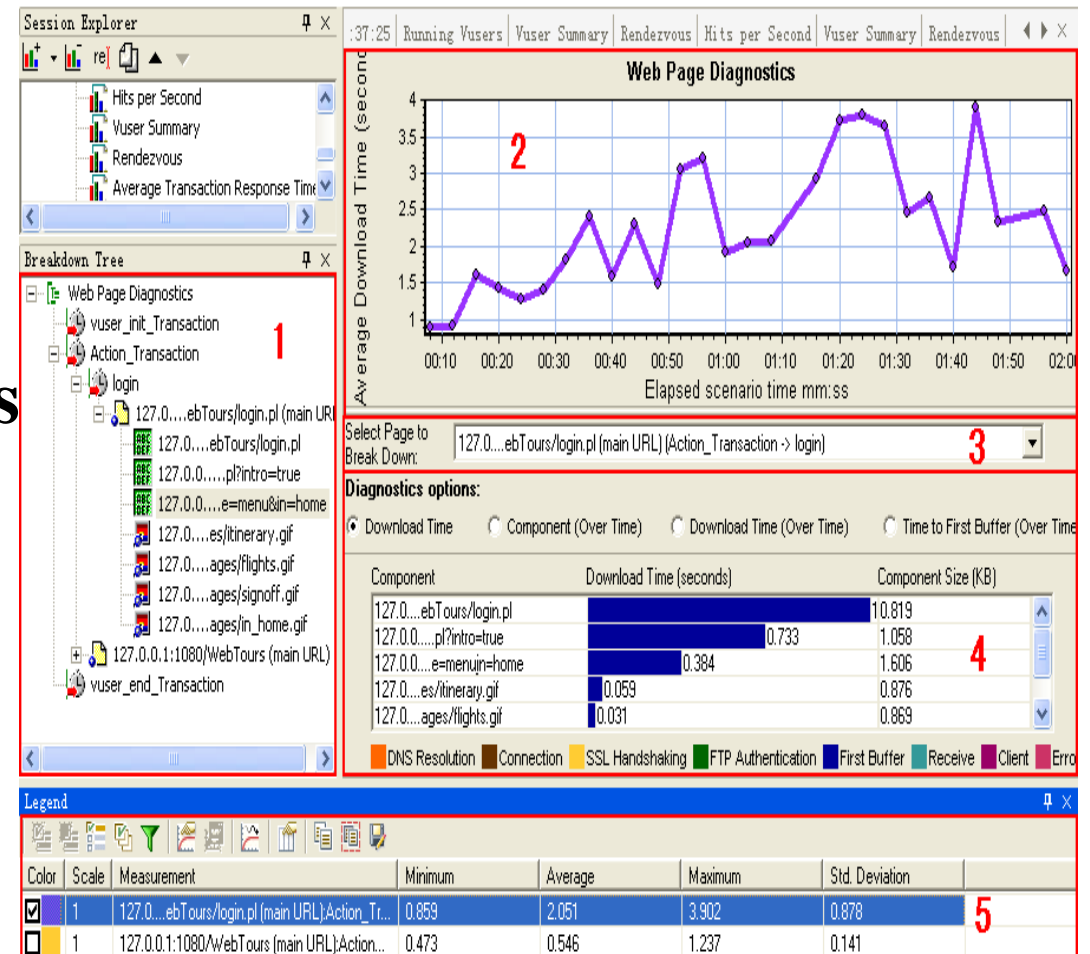 Session Explorer
Hits per Second
Vuser Summary
Rendezvous
Average Transaction Response Time
Breakdown Tree
Web Page Diagnostics
vuser_init_Transaction
1
Action_Transaction
login
127.0....ebTours/login.pl (main URL
127.0....ebTours/login.pl
127.0.0.....pl?intro=true
127.0.0....e=menu&in=home
127.0....es/itinerary.gif
127.0....ages/flights.gif
127.0....ages/signoff.gif
127.0....ages/in_home.gif
127.0.0.1:1080/WebTours (main URL)
vuser_end_Transaction
s
:37:25 Running Vusers Vuser Summary Rendezvous Hits per Second Vuser Summary Rendezvous
Web Page Diagnostics
Average Download Time (second
4
3.5
3
2.5
2
1.5
1
2
00:10 00:20 00:30 00:40 00:50 01:00 01:10 01:20 01:30 01:40 01:50 02:0
Elapsed scenario time mm:ss
Select Page to
Break Down:
127.0....ebTours/login.pl (main URL) (Action_Transaction -> login)
3
Diagnostics options:
Download Time Component (Over Time) Download Time (Over Time) Time to First Buffer (Over Time
Component Download Time (seconds) Component Size (KB)
127.0....ebTours/login.pl 10.819
127.0.0.....pl?intro=true 0.733 1.058
127.0.0....e=menuin=home 0.384 1.606
127.0....es/itinerary.gif 0.059 0.876
127.0....ages/flights.gif 0.031 0.869
4
DNS Resolution Connection SSL Handshaking FTP Authentication First Buffer Receive Client Erro
Legend
Color Scale Measurement Minimum Average Maximum Std. Deviation
1 127.0....ebTours/login.pl (main URL):Action_Tr... 0.859 2.051 3.902 0.878
5
1 127.0.0.1:1080/WebTours (main URL):Action... 0.473 0.546 1.237 0.141